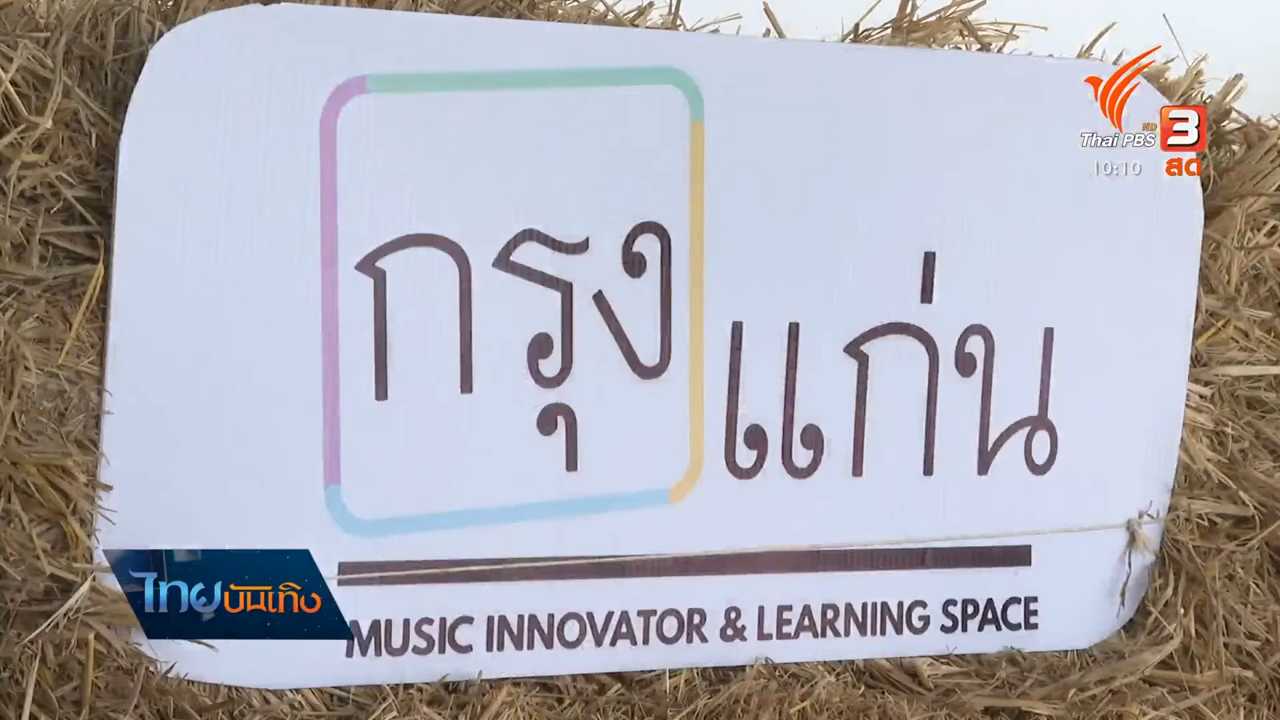 Thai PBS HD 3
10:10 สด
กรุง
แก่น
ไทยบันเทิง
MUSIC INNOVATOR & LEARNING SPACE